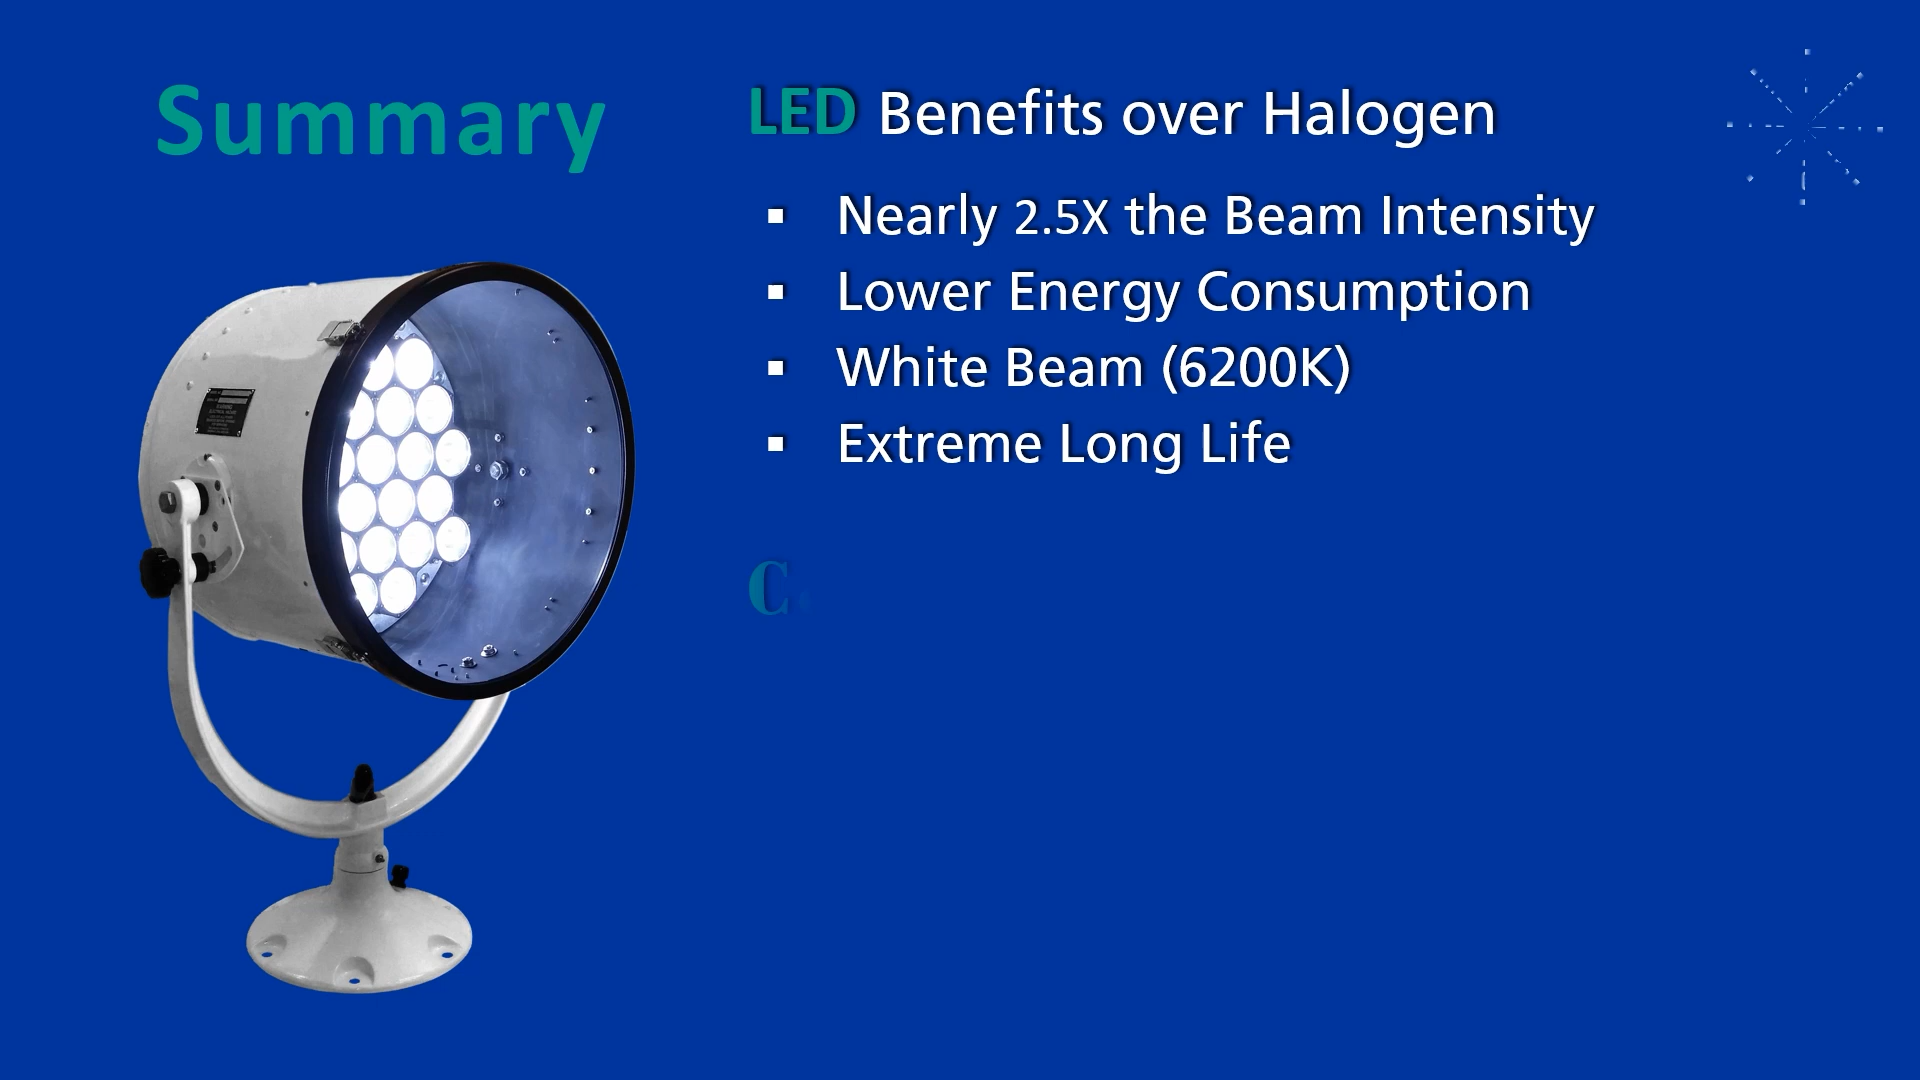 Summary
LED Benefits over Halogen
▪ Nearly 2.5X the Beam Intensity
▪ Lower Energy Consumption
▪ White Beam (6200K)
▪ Extreme Long Life
C